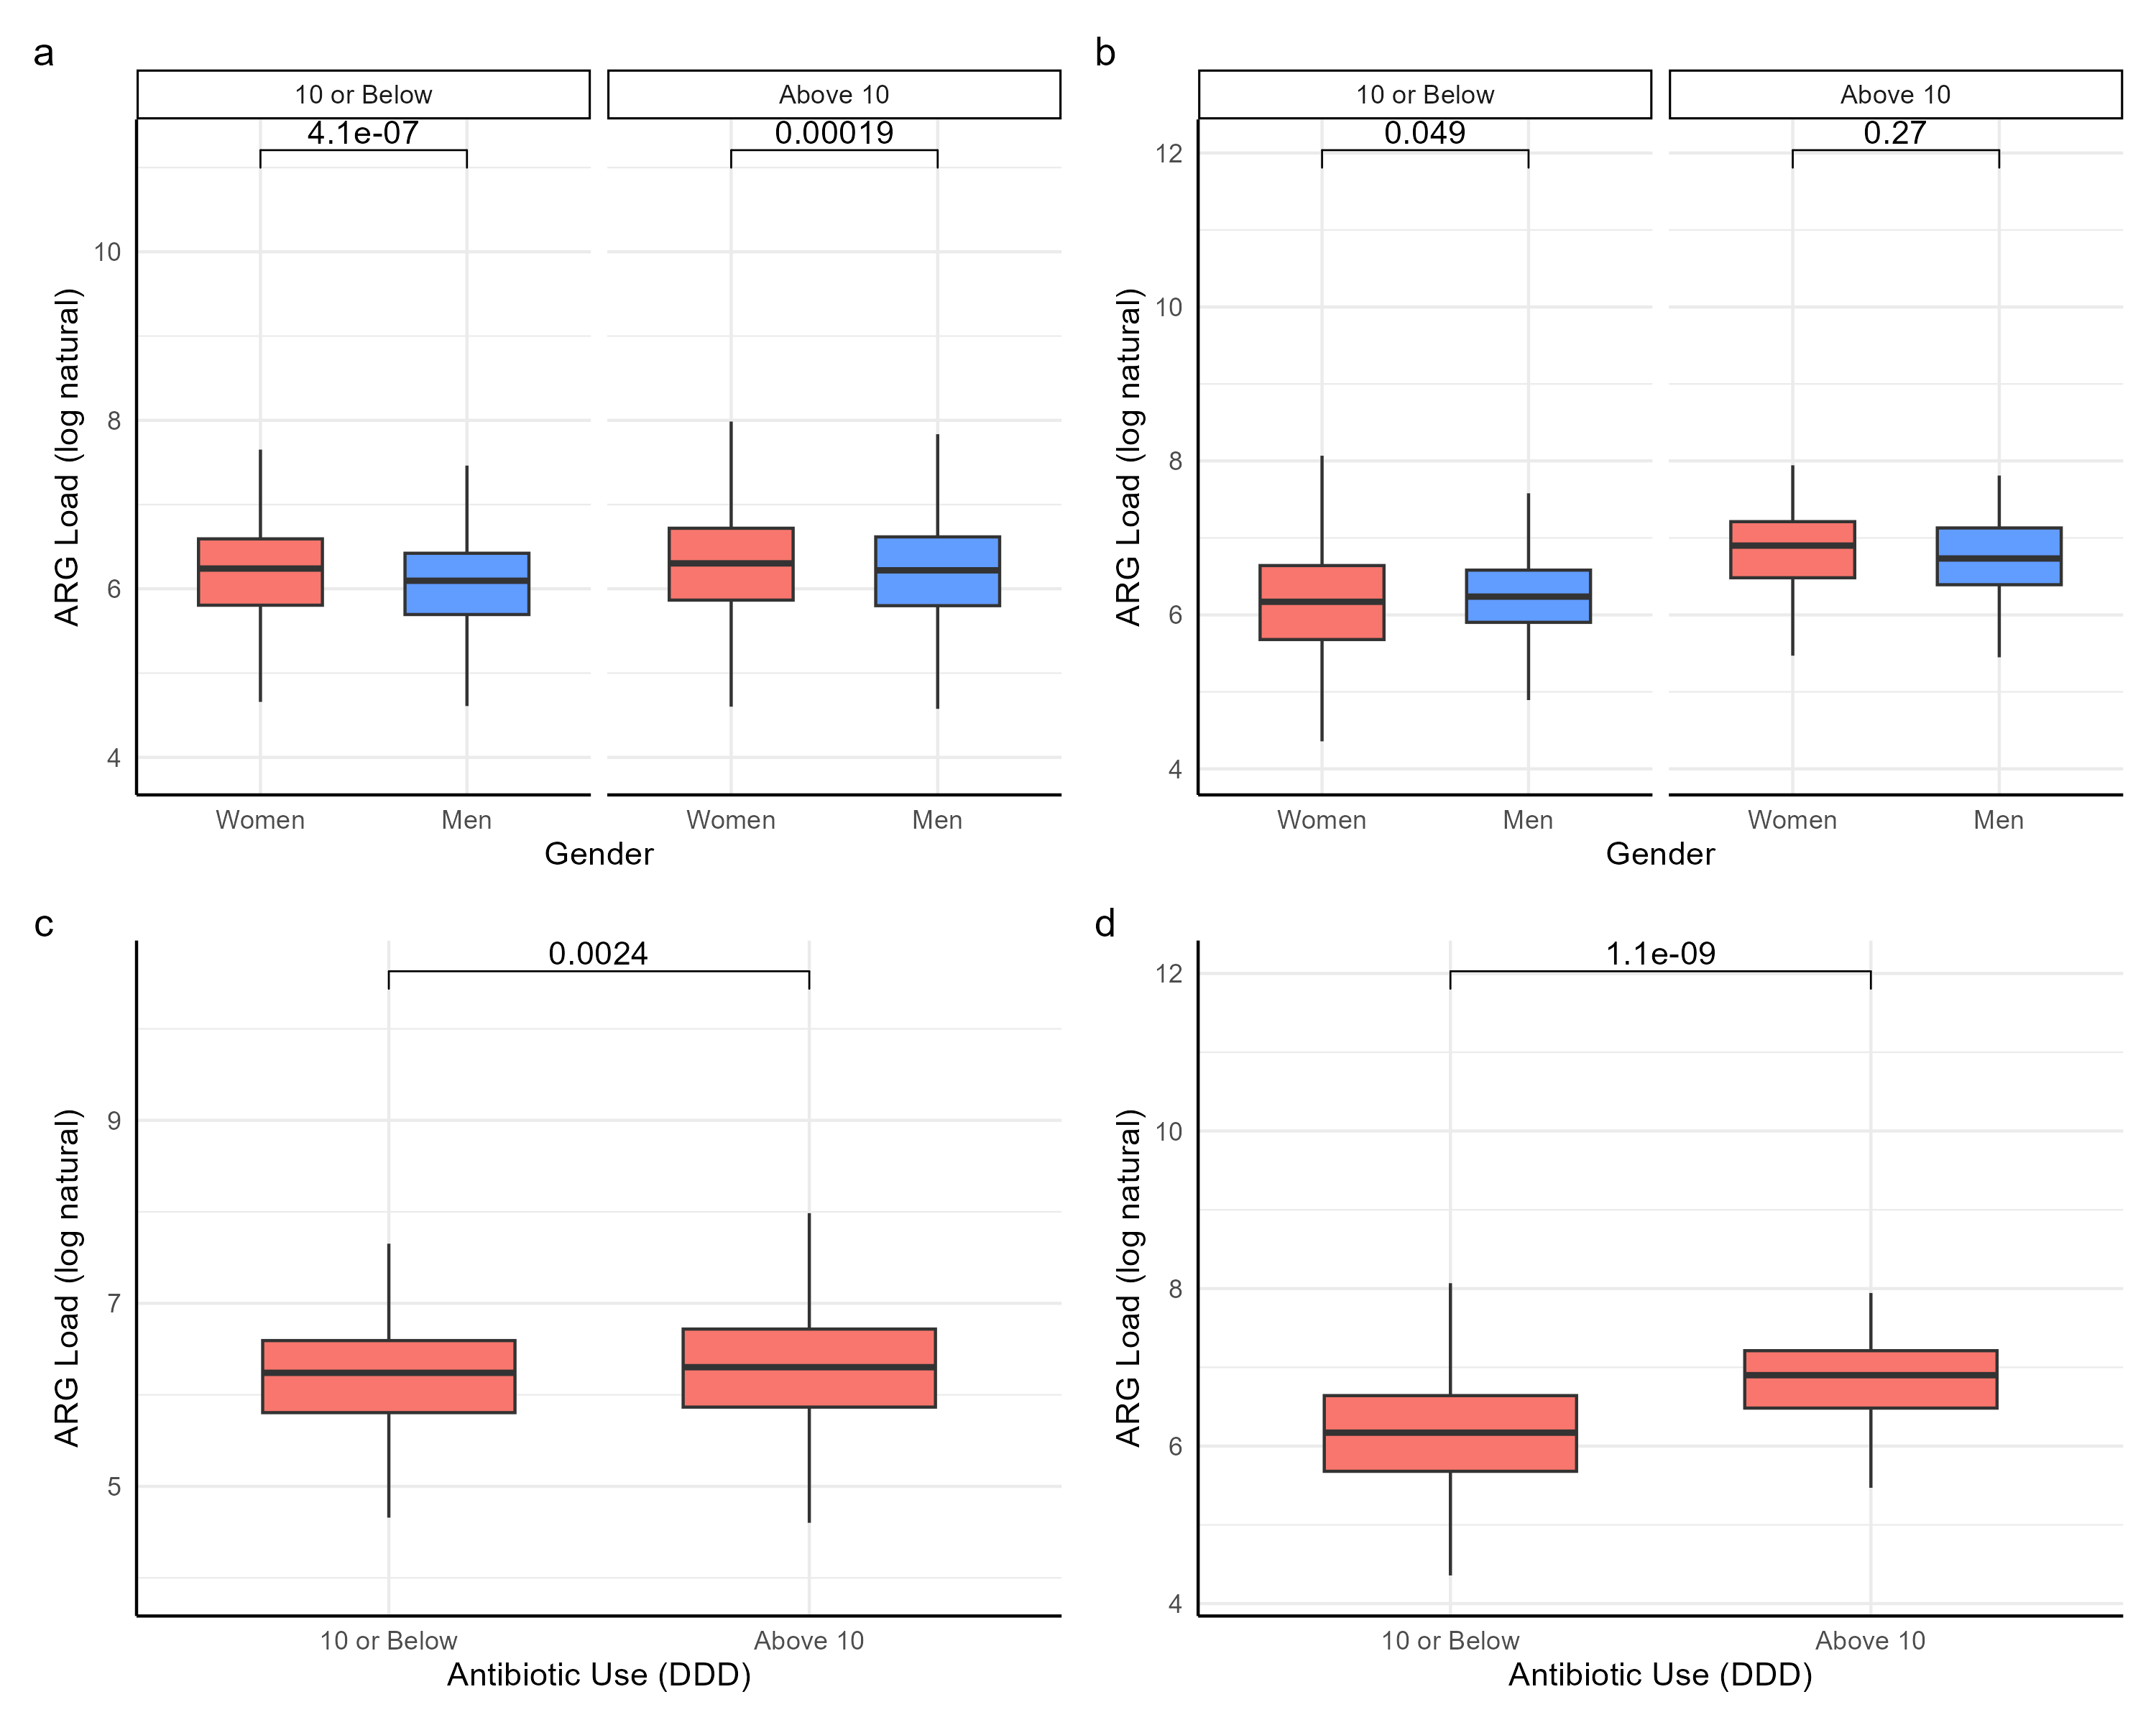 a
10 or Below
Above 10
4.1e-07
0.00019
10
8
6
4
ARG Load (log natural)
Women
Men
Women
Men
Gender
b
10 or Below
Above 10
0.049
0.27
12
10
8
6
4
ARG Load (log natural)
Women
Men
Women
Men
Gender
c
0.0024
9
7
5
ARG Load (log natural)
10 or Below
Above 10
Antibiotic Use (DDD)
d
1.1e-09
12
10
8
6
4
ARG Load (log natural)
10 or Below
Above 10
Antibiotic Use (DDD)